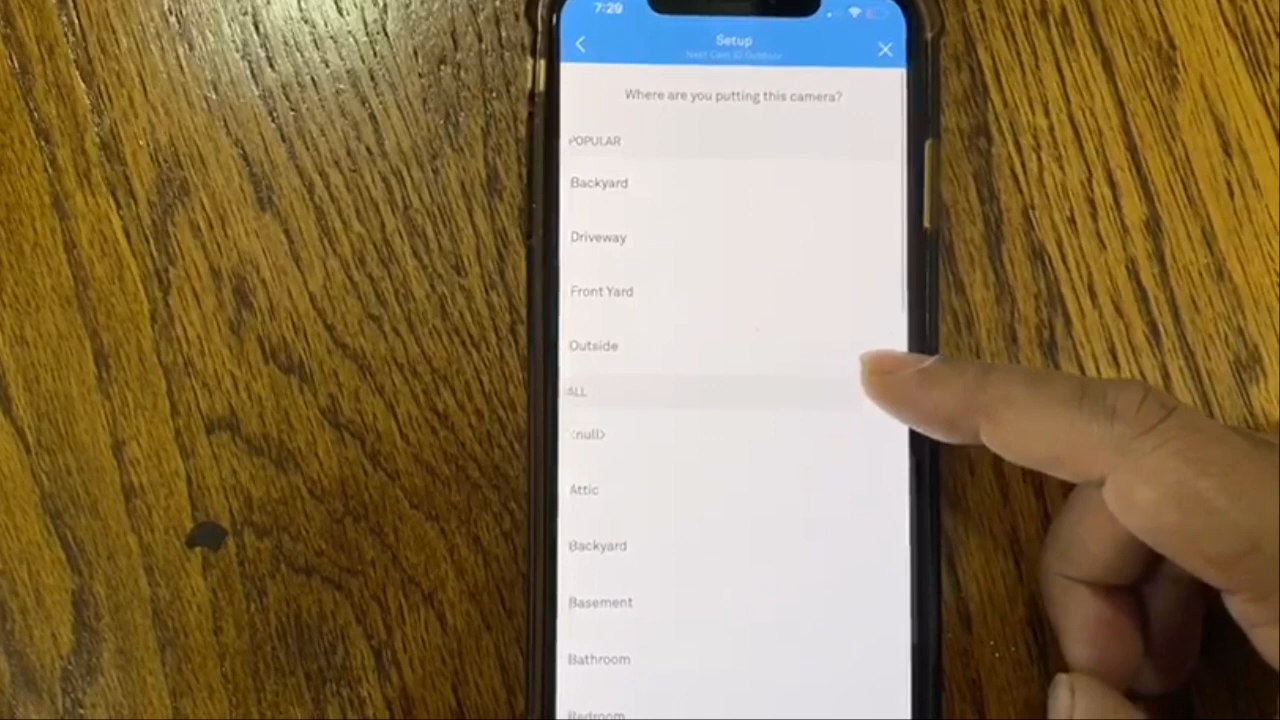 7:29
Setup
Nest Cam IQ Outdoor
Where are you putting this camera?
POPULAR
Backyard
Driveway
Front Yard
Outside
ALL
<null>
Attic
Backyard
Basement
Bathroom
Bedroom